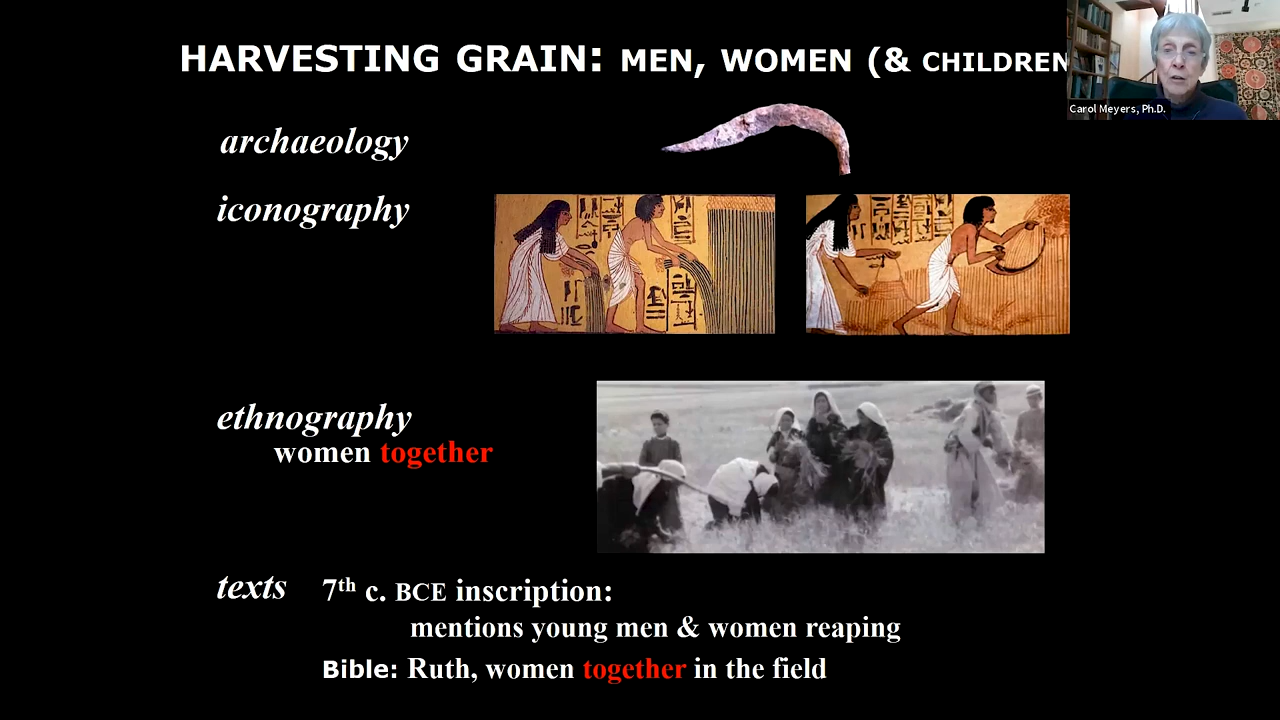 HARVESTING GRAIN: MEN, WOMEN (& CHILDREN
Carol Meyers, Ph.D.
archaeology
iconography
ethnography
women together
texts 7th c. BCE inscription:
mentions young men & women reaping
Bible: Ruth, women together in the field